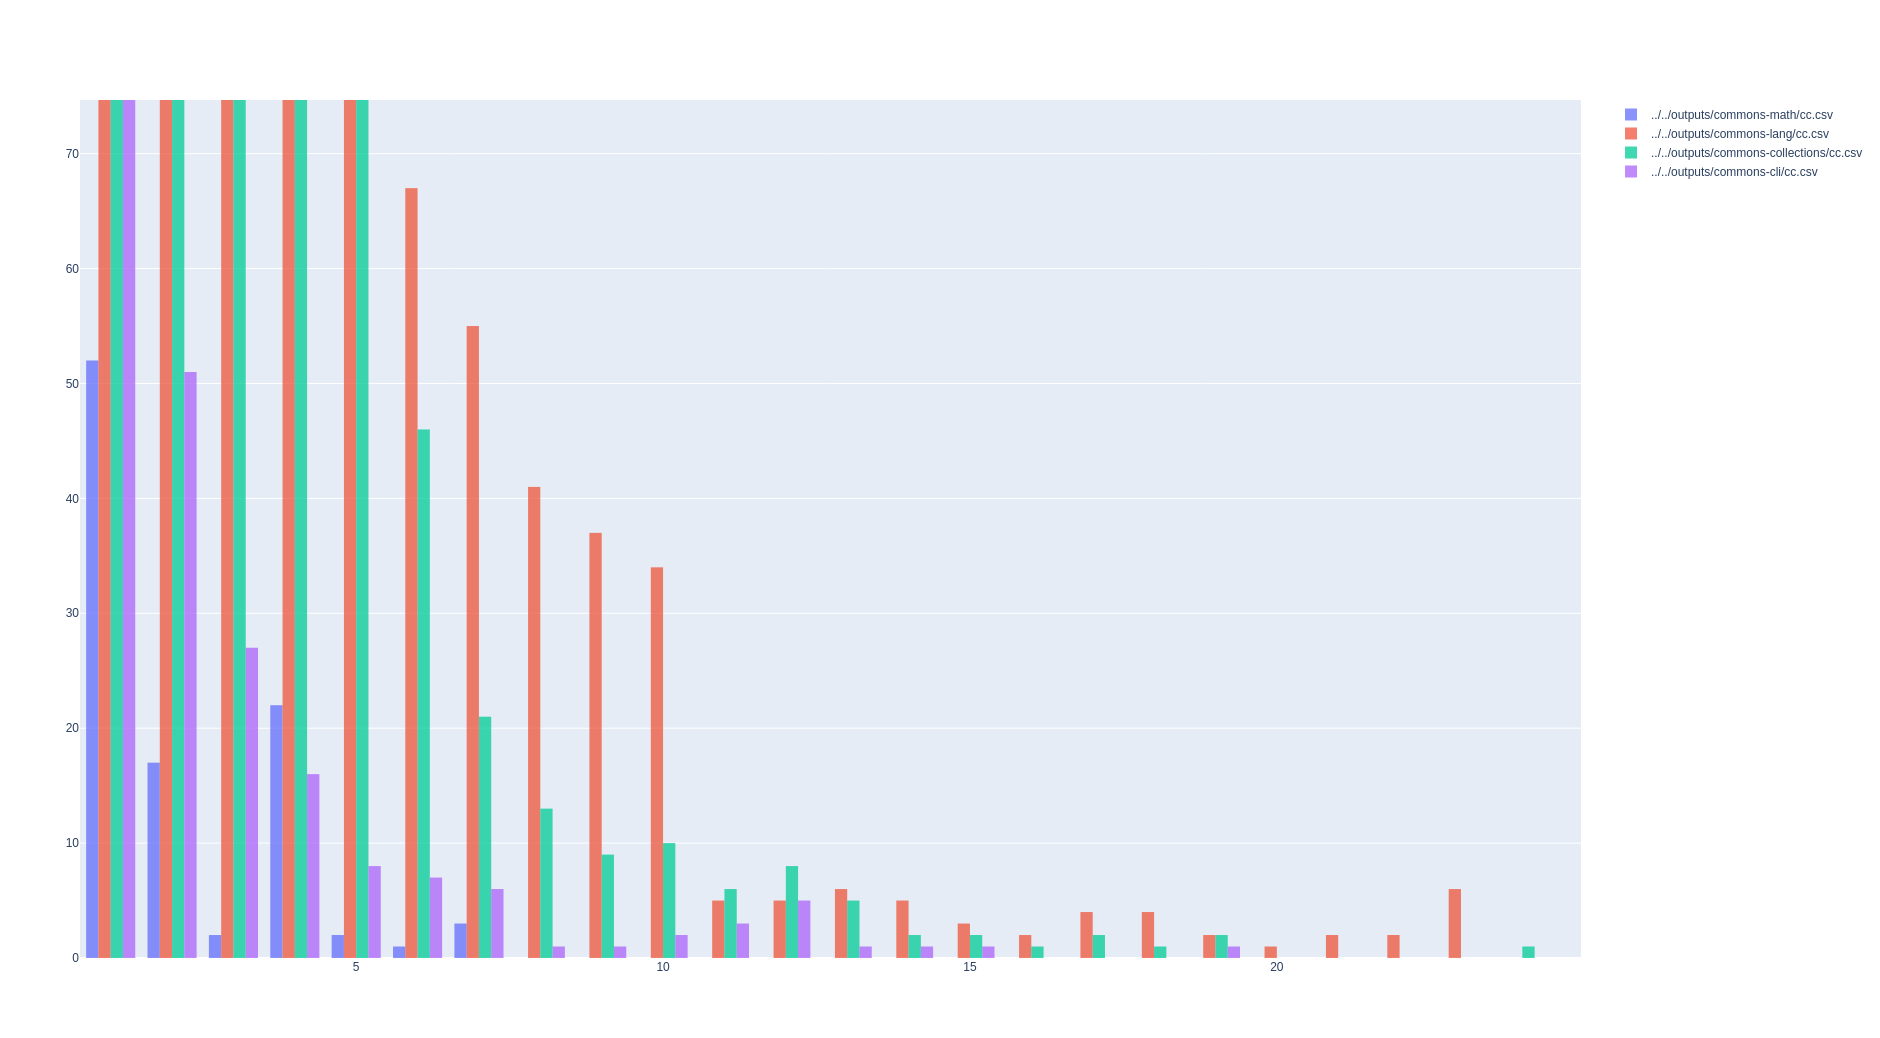 70
60
50
40
30
20
10
0
5 10 15 20
../../outputs/commons-math/cc.csv
../../outputs/commons-lang/cc.csv
../../outputs/commons-collections/cc.csv
../../outputs/commons-cli/cc.csv